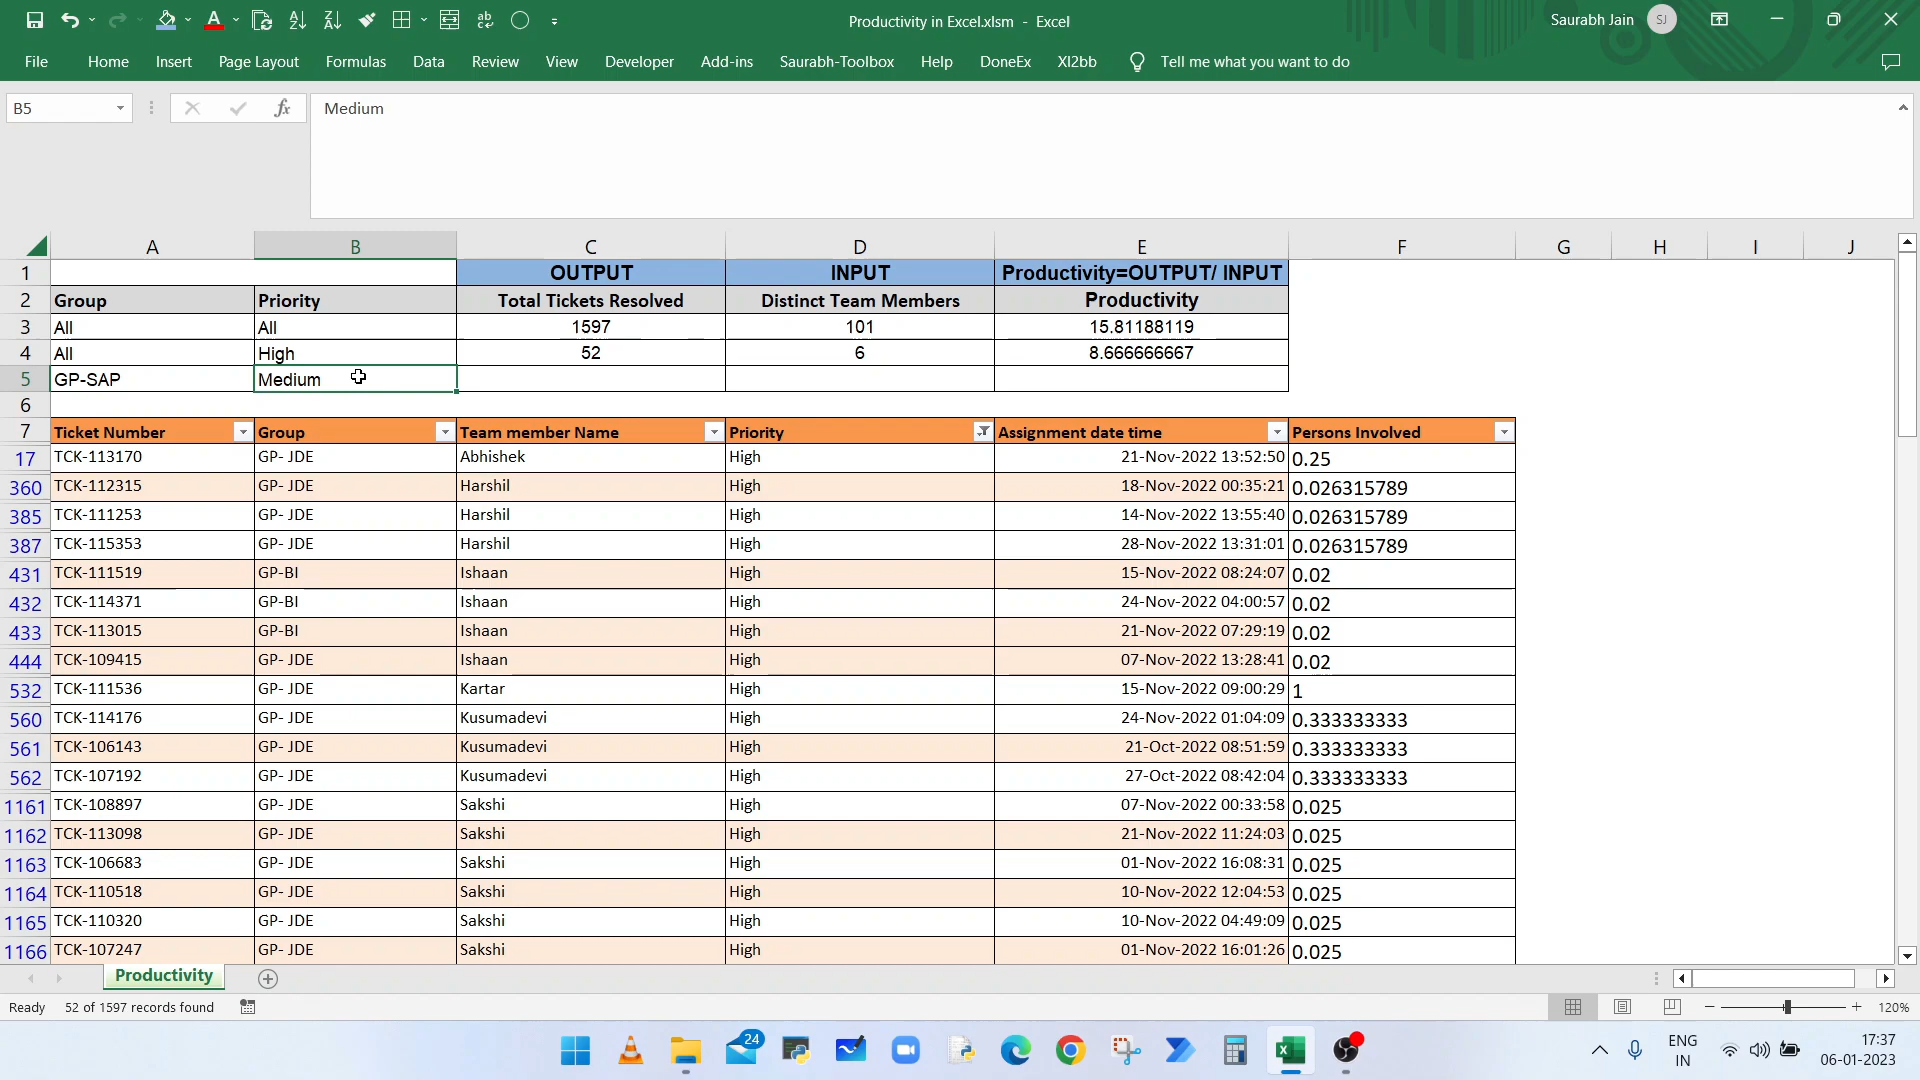 Productivity in Excel.xlsm - Excel
Saurabh Jain SJ
File Home Insert Page Layout Formulas Data Review View Developer Add-ins Saurabh-Toolbox Help DoneEx Xl2bb Tell me what you want to do
B5 fx Medium
A B C D E F G H I J
1 OUTPUT INPUT Productivity=OUTPUT/ INPUT
2 Group Priority Total Tickets Resolved Distinct Team Members Productivity
3 All All 1597 101 15.81188119
4 All High 52 6 8.666666667
5 GP-SAP Medium
6
7 Ticket Number Group Team member Name Priority Assignment date time Persons Involved
17 TCK-113170 GP- JDE Abhishek High 21-Nov-2022 13:52:50 0.25
360 TCK-112315 GP- JDE Harshil High 18-Nov-2022 00:35:21 0.026315789
385 TCK-111253 GP- JDE Harshil High 14-Nov-2022 13:55:40 0.026315789
387 TCK-115353 GP- JDE Harshil High 28-Nov-2022 13:31:01 0.026315789
431 TCK-111519 GP-BI Ishaan High 15-Nov-2022 08:24:07 0.02
432 TCK-114371 GP-BI Ishaan High 24-Nov-2022 04:00:57 0.02
433 TCK-113015 GP-BI Ishaan High 21-Nov-2022 07:29:19 0.02
444 TCK-109415 GP- JDE Ishaan High 07-Nov-2022 13:28:41 0.02
532 TCK-111536 GP- JDE Kartar High 15-Nov-2022 09:00:29 1
560 TCK-114176 GP- JDE Kusumadevi High 24-Nov-2022 01:04:09 0.333333333
561 TCK-106143 GP- JDE Kusumadevi High 21-Oct-2022 08:51:59 0.333333333
562 TCK-107192 GP- JDE Kusumadevi High 27-Oct-2022 08:42:04 0.333333333
1161 TCK-108897 GP- JDE Sakshi High 07-Nov-2022 00:33:58 0.025
1162 TCK-113098 GP- JDE Sakshi High 21-Nov-2022 11:24:03 0.025
1163 TCK-106683 GP- JDE Sakshi High 01-Nov-2022 16:08:31 0.025
1164 TCK-110518 GP- JDE Sakshi High 10-Nov-2022 12:04:53 0.025
1165 TCK-110320 GP- JDE Sakshi High 10-Nov-2022 04:49:09 0.025
1166 TCK-107247 GP- JDE Sakshi High 01-Nov-2022 16:01:26 0.025
Productivity
Ready 52 of 1597 records found 120%
24 ENG 17:37
IN 06-01-2023